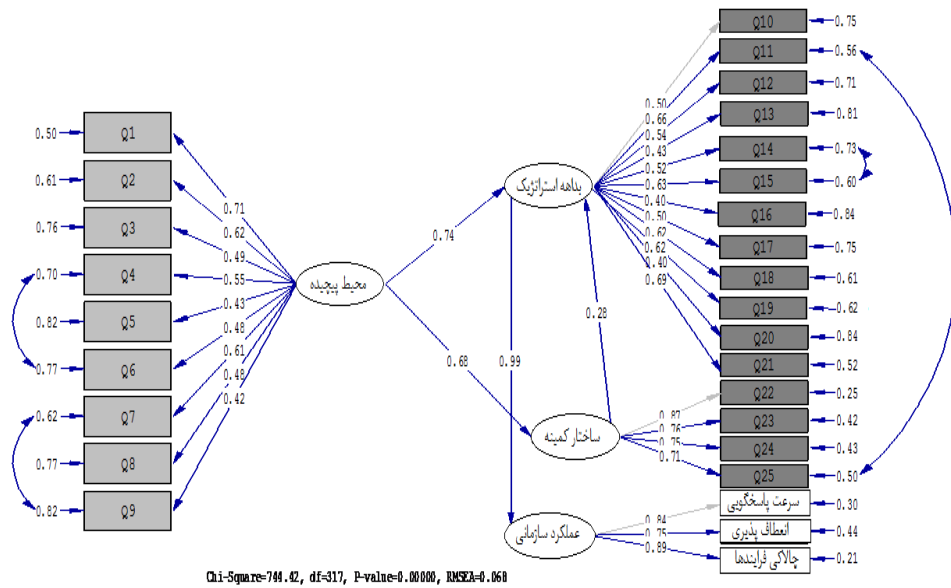 Q1
Q2
Q3
Q4
Q5
Q6
Q7
Q8
Q9
0.50
0.61
0.76
0.70
0.82
0.77
0.62
0.77
0.82
0.71
0.62
0.49
0.55
0.43
0.48
0.61
0.48
0.42
محیط پیچیده
0.74
0.68
بداهه استراتژیک
0.99
0.28
ساختار کمینه
عملکرد سازمانی
0.50
0.66
0.54
0.43
0.52
0.63
0.40
0.50
0.62
0.62
0.40
0.69
0.87
0.76
0.75
0.71
0.84
0.75
0.89
Q10
Q11
Q12
Q13
Q14
Q15
Q16
Q17
Q18
Q19
Q20
Q21
Q22
Q23
Q24
Q25
سرعت پاسخگویی
انعطاف پذیری
چالاکی فرایندها
0.75
0.56
0.71
0.81
0.73
0.60
0.84
0.75
0.61
0.62
0.84
0.52
0.25
0.42
0.43
0.50
0.30
0.44
0.21
Chi-Square=744.42, df=317, P-value=0.00000, RMSEA=0.068